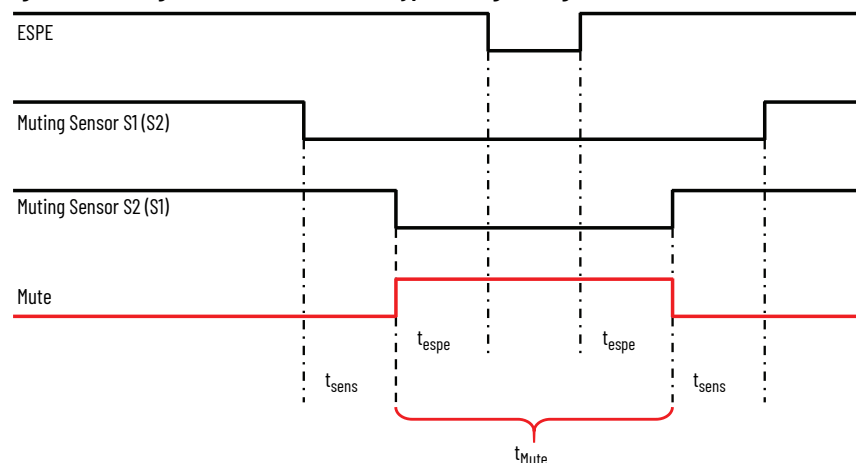 ESPE
Muting Sensor S1 (S2)
Muting Sensor S2 (S1)
Mute
tespe
tespe
tsens
tsens
tMute